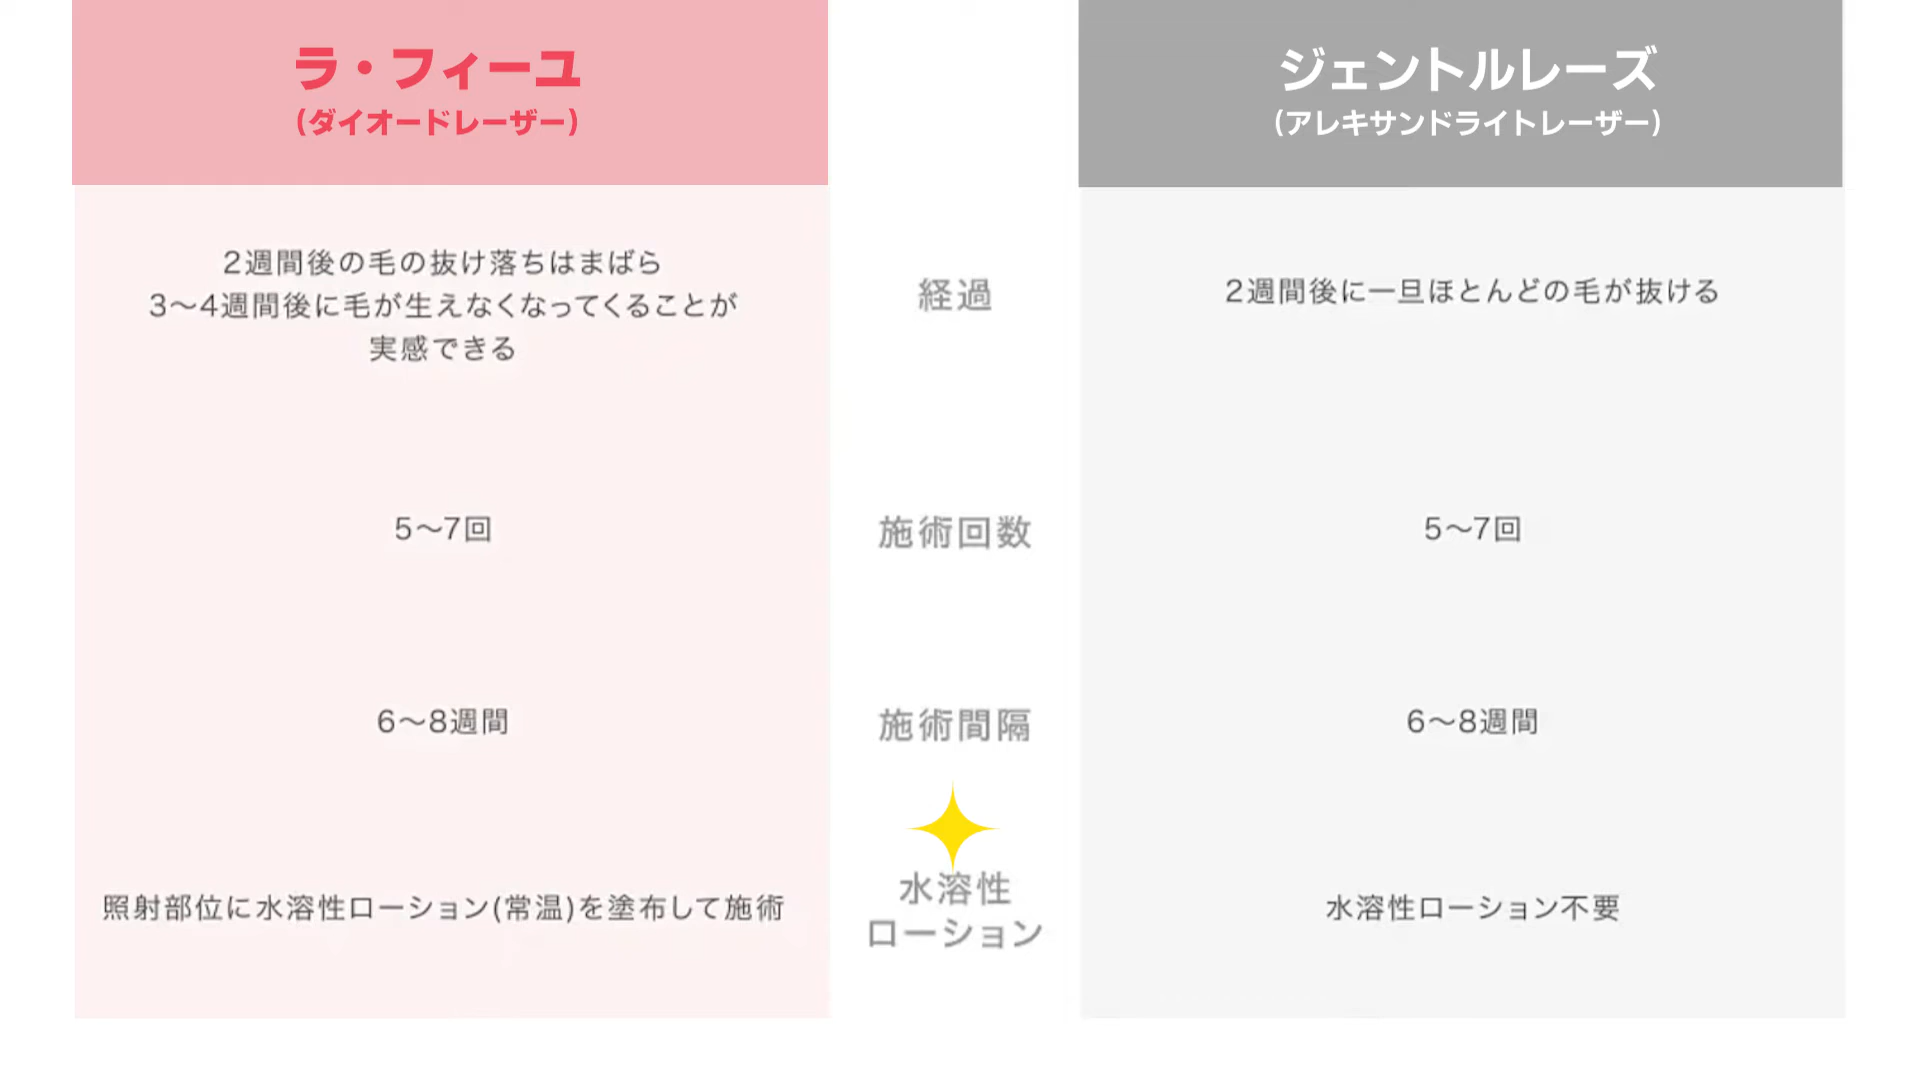 ラ・フィーユ
(ダイオードレーザー)
ジェントルレーズ
(アレキサンドライトレーザー)
2週間後の毛の抜け落ちはまばら
3〜4週間後に毛が生えなくなってくることが
実感できる
経過
2週間後に一旦ほとんどの毛が抜ける
5〜7回
施術回数
5〜7回
6〜8週間
施術間隔
6〜8週間
照射部位に水溶性ローション(常温)を塗布して施術
水溶性
ローション
水溶性ローション不要